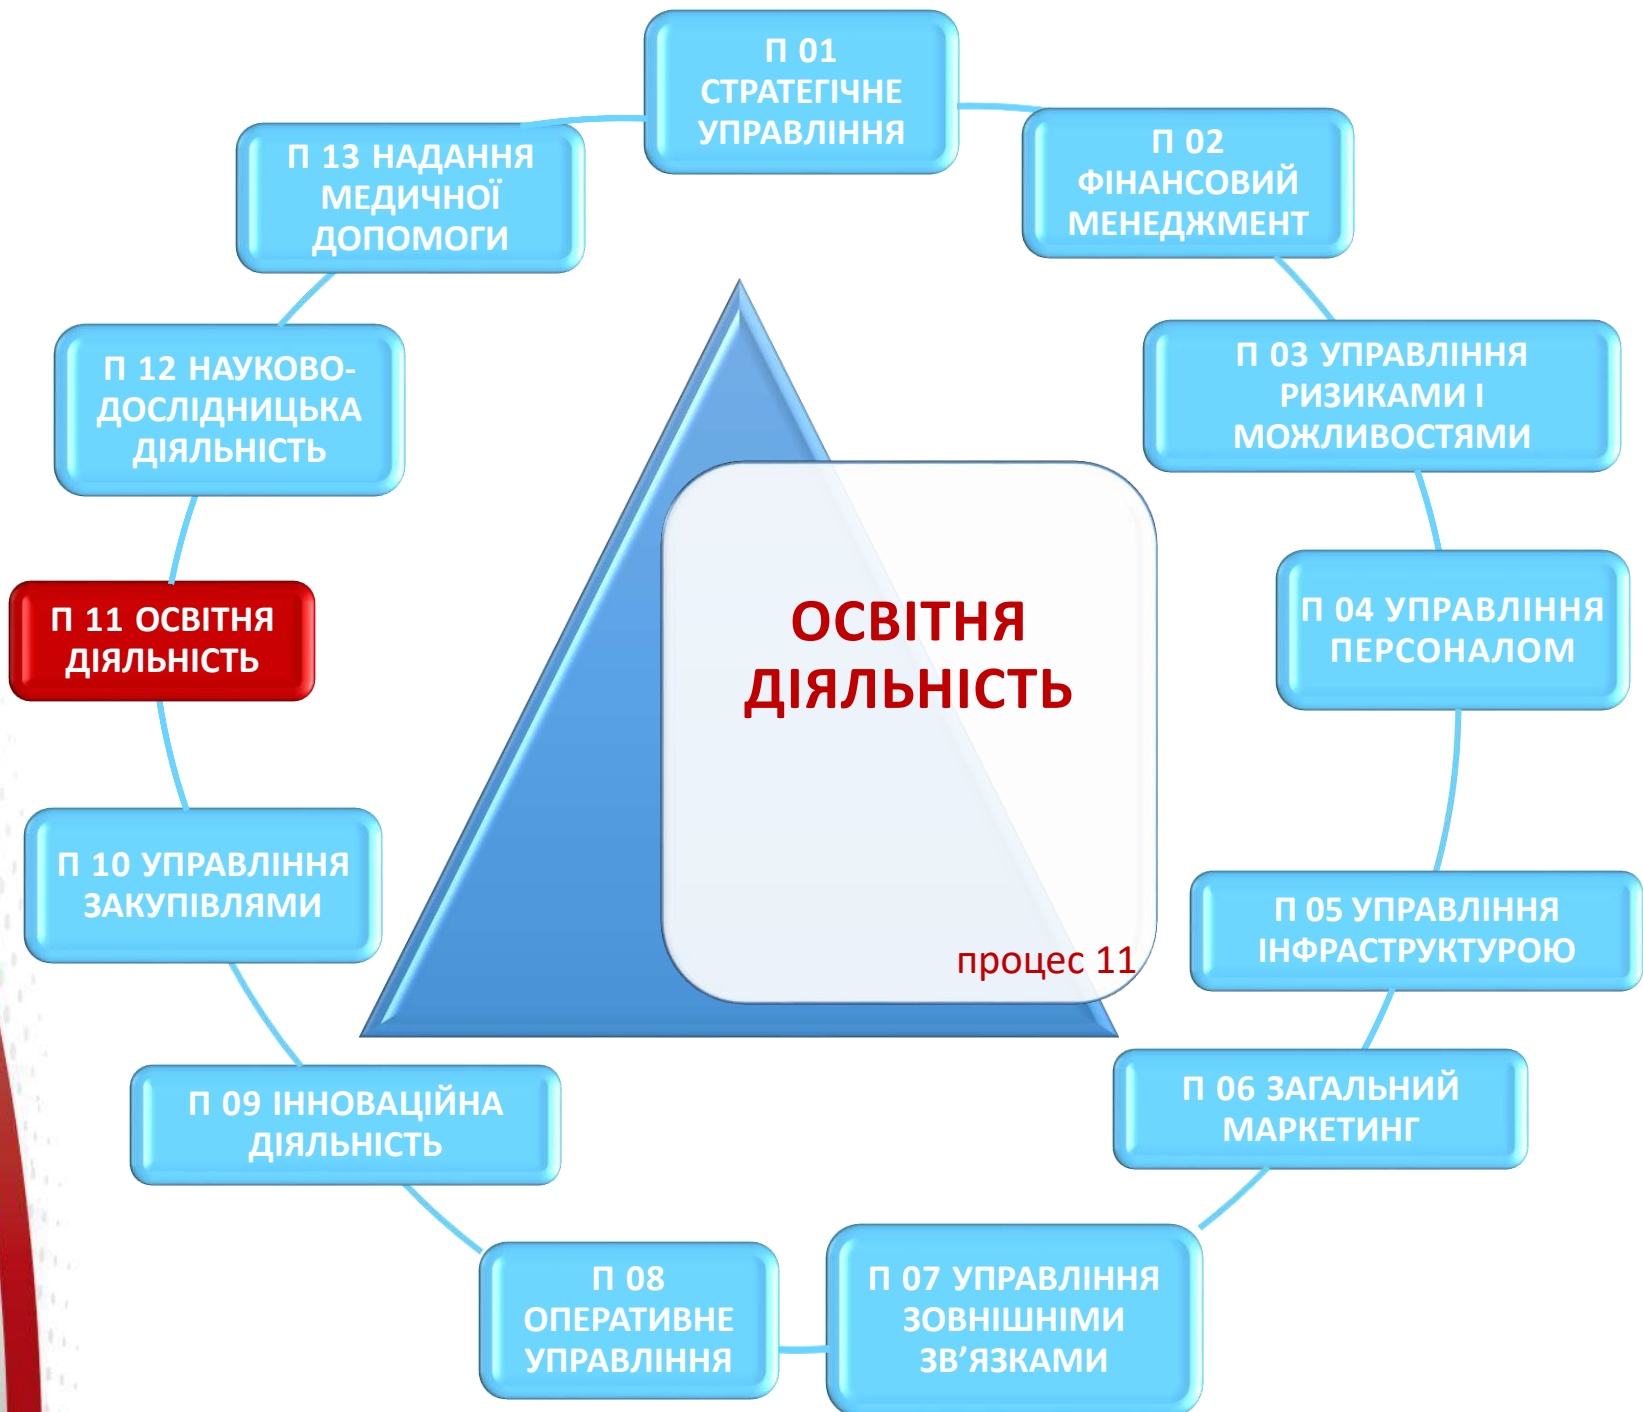 П 01
СТРАТЕГІЧНЕ
УПРАВЛІННЯ
П 02
ФІНАНСОВИЙ
МЕНЕДЖМЕНТ
П 03 УПРАВЛІННЯ
РИЗИКАМИ І
МОЖЛИВОСТЯМИ
П 04 УПРАВЛІННЯ
ПЕРСОНАЛОМ
П 05 УПРАВЛІННЯ
ІНФРАСТРУКТУРОЮ
П 06 ЗАГАЛЬНИЙ
МАРКЕТИНГ
П 07 УПРАВЛІННЯ
ЗОВНІШНІМИ
ЗВ’ЯЗКАМИ
П 08
ОПЕРАТИВНЕ
УПРАВЛІННЯ
П 09 ІННОВАЦІЙНА
ДІЯЛЬНІСТЬ
П 10 УПРАВЛІННЯ
ЗАКУПІВЛЯМИ
П 11 ОСВІТНЯ
ДІЯЛЬНІСТЬ
П 12 НАУКОВО-
ДОСЛІДНИЦЬКА
ДІЯЛЬНІСТЬ
П 13 НАДАННЯ
МЕДИЧНОЇ
ДОПОМОГИ
ОСВІТНЯ
ДІЯЛЬНІСТЬ
процес 11